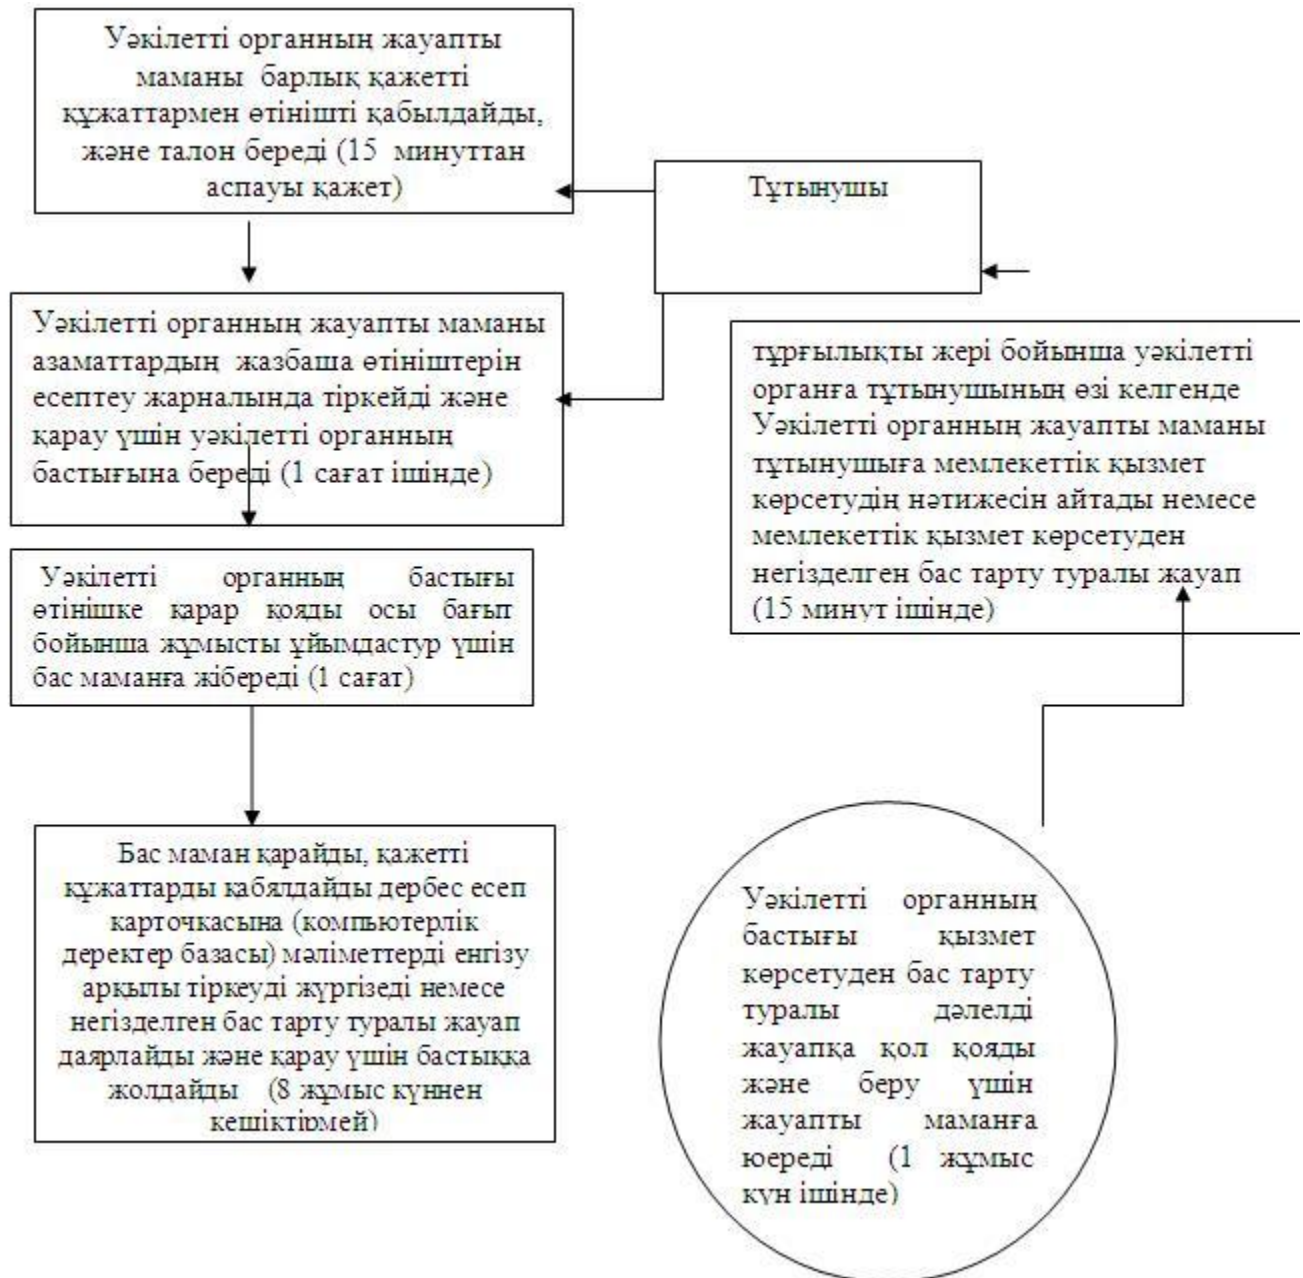 Уәкілетті органның жауапты
маманы барлық қажетті
құжаттармен өтінішті қабылдайды,
және талон береді (15 минуттан
аспауы қажет)
Тұтынушы
Уәкілетті органның жауапты маманы
азаматтардың жазбаша өтініштерін
есептеу жарналында тіркейді және
қарау үшін уәкілетті органның
бастығына береді (1 сағат ішінде)
тұрғылықты жері бойынша уәкілетті
органға тұтынушының өзі келгенде
Уәкілетті органның жауапты маманы
тұтынушыға мемлекеттік қызмет
көрсетудің нәтижесін айтады немесе
мемлекеттік қызмет көрсетуден
негізделген бас тарту туралы жауап
(15 минут ішінде)
Уәкілетті органның бастығы
өтінішке қарар қояды осы бағып
бойынша жұмысты ұйымдастур үшін
бас маманға жібереді (1 сағат)
Бас маман қарайды, қажетті
құжаттарды қабялдайды дербес есеп
карточкасына (компьютерлік
деректер базасы) мәліметтерді енгізу
арқылы тіркеуді жүргізеді немесе
негізделген бас тарту туралы жауап
даярлайды және қарау үшін бастыққа
жолдайды (8 жұмыс күннен
кешіктірмей)
Уәкілетті органның
бастығы қызмет
көрсетуден бас тарту
туралы дәлелді
жауапқа қол қояды
және беру үшін
жауапты маманға
юереді (1 жұмыс
күн ішінде)